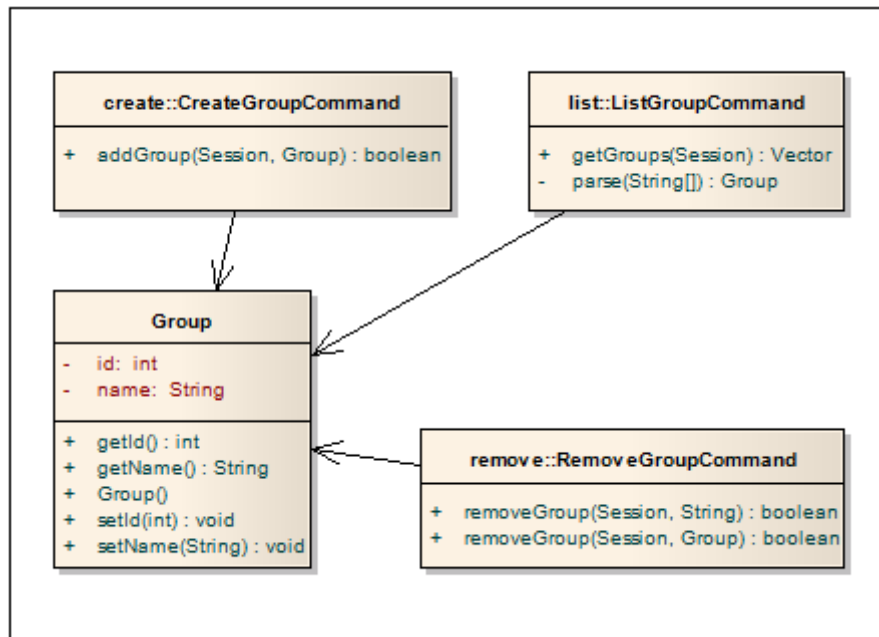 create::CreateGroupCommand
+ addGroup(Session, Group) : boolean
list::ListGroupCommand
+ getGroups(Session) : Vector
- parse(String[]) : Group
Group
- id: int
- name: String
+ getId() : int
+ getName() : String
+ Group()
+ setId(int) : void
+ setName(String) : void
remove::RemoveGroupCommand
+ removeGroup(Session, String) : boolean
+ removeGroup(Session, Group) : boolean